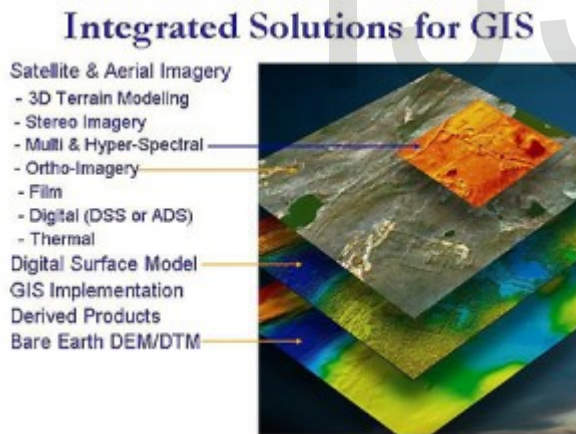 Integrated Solutions for GIS
Satellite & Aerial Imagery
- 3D Terrain Modeling
- Stereo Imagery
- Multi & Hyper-Spectral
- Ortho-Imagery
- Film
- Digital (DSS or ADS)
- Thermal
Digital Surface Model
GIS Implementation
Derived Products
Bare Earth DEM/DTM